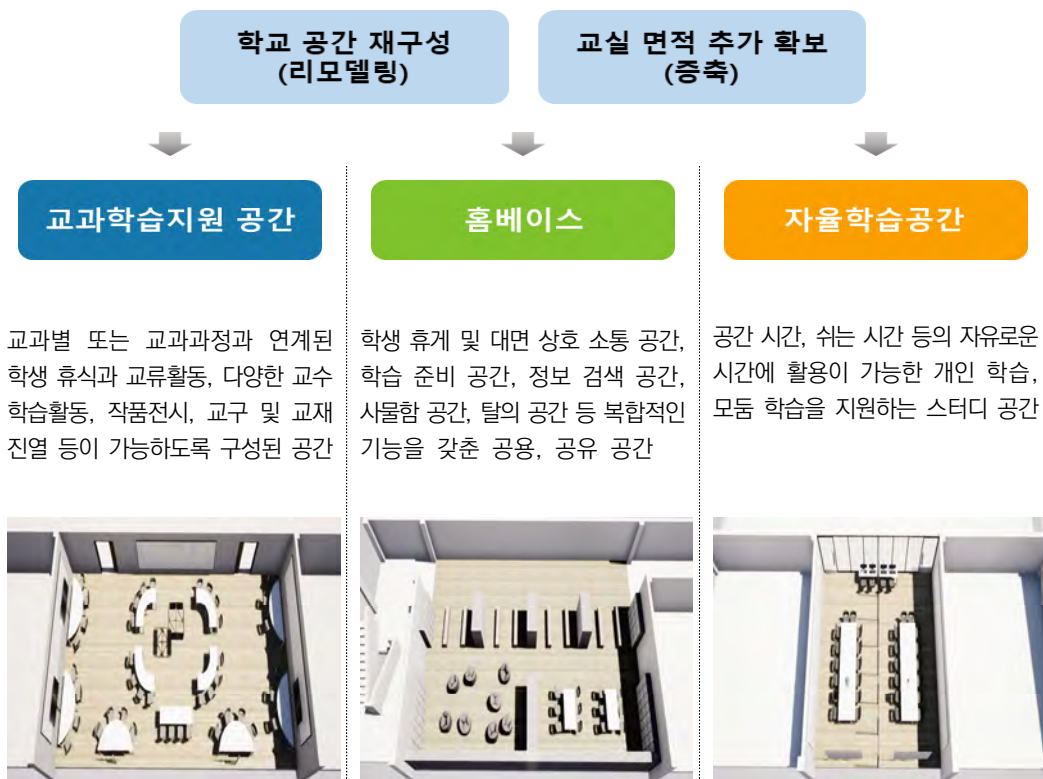 학교 공간 재구성
(리모델링)
교실 면적 추가 확보
(증축)
교과학습지원 공간
홈베이스
자율학습공간
교과별 또는 교과과정과 연계된
학생 휴식과 교류활동, 다양한 교수
학습활동, 작품전시, 교구 및 교재
진열 등이 가능하도록 구성된 공간
학생 휴게 및 대면 상호 소통 공간,
학습 준비 공간, 정보 검색 공간,
사물함 공간, 탈의 공간 등 복합적인
기능을 갖춘 공용, 공유 공간
공간 시간, 쉬는 시간 등의 자유로운
시간에 활용이 가능한 개인 학습,
모둠 학습을 지원하는 스터디 공간